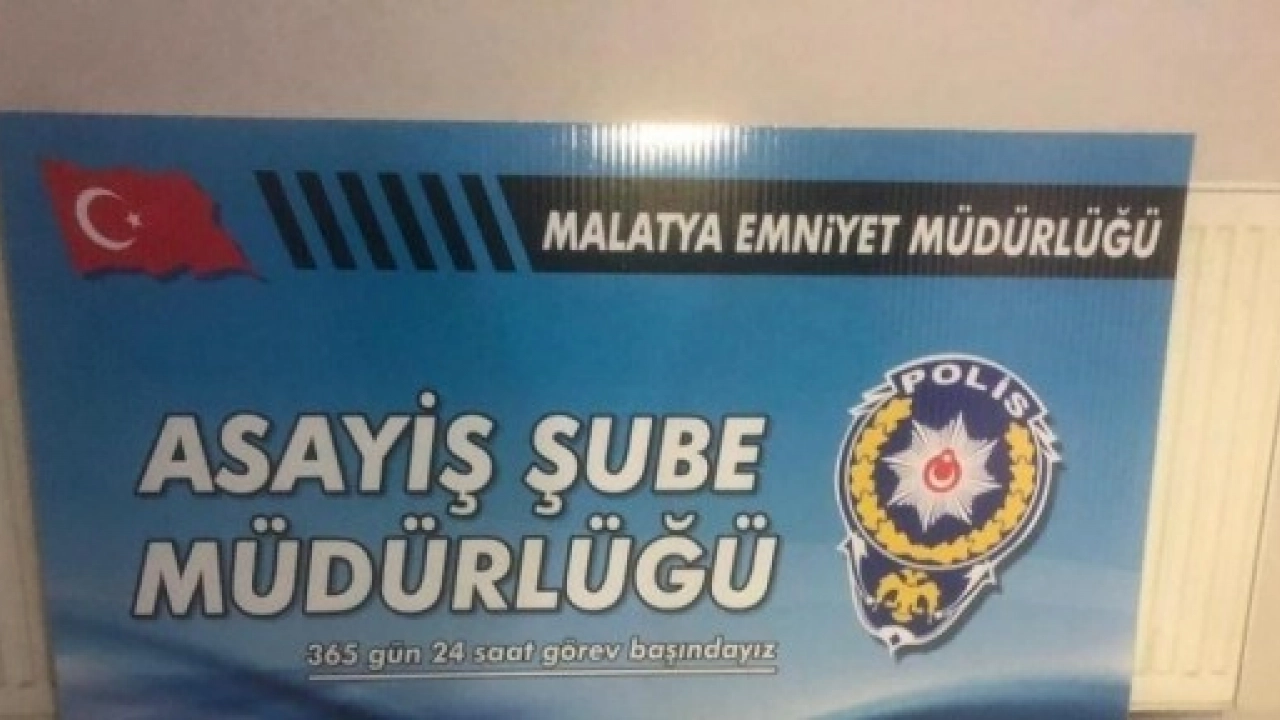 MALATYA EMNİYET MÜDÜRLÜĞÜ
POLİS
ASAYİŞ ŞUBE
MÜDÜRLÜĞÜ
365 gün 24 saat görev başındayız